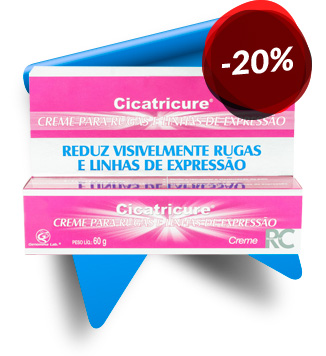 -20%
Cicatricure®
CREME PARA RUGAS E LINHAS DE EXPRESSÃO
REDUZ VISIVELMENTE RUGAS
E LINHAS DE EXPRESSÃO
Cicatricure®
CREME PARA RUGAS E LINHAS DE EXPRESSÃO
PESO LIQ. 60 g
Creme
RC